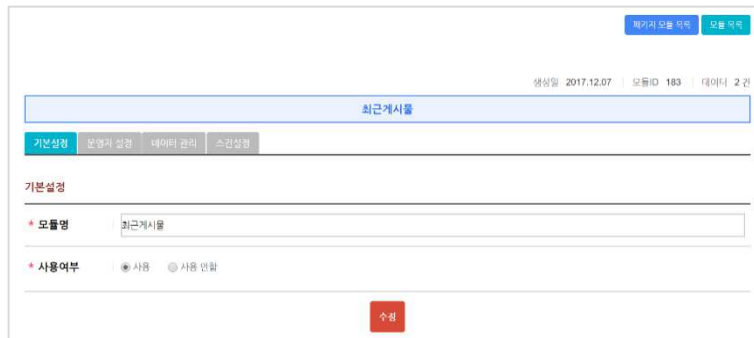 패키지 모듈 목록 모듈 목록
생성일 2017.12.07 모듈ID 183 데이터 2 건
최근게시물
기본설정 운영자 설정 데이터 관리 스킨설정
기본설정
* 모듈명 최근게시물
* 사용여부 사용 사용 안함
수정